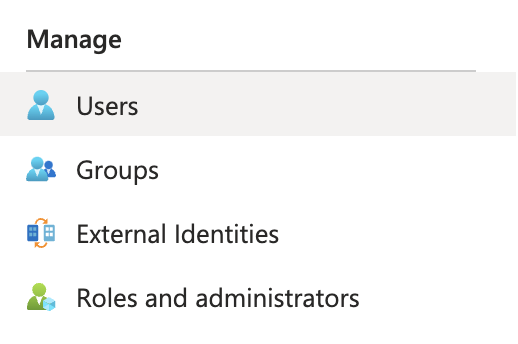 Manage
Users
Groups
External Identities
Roles and administrators